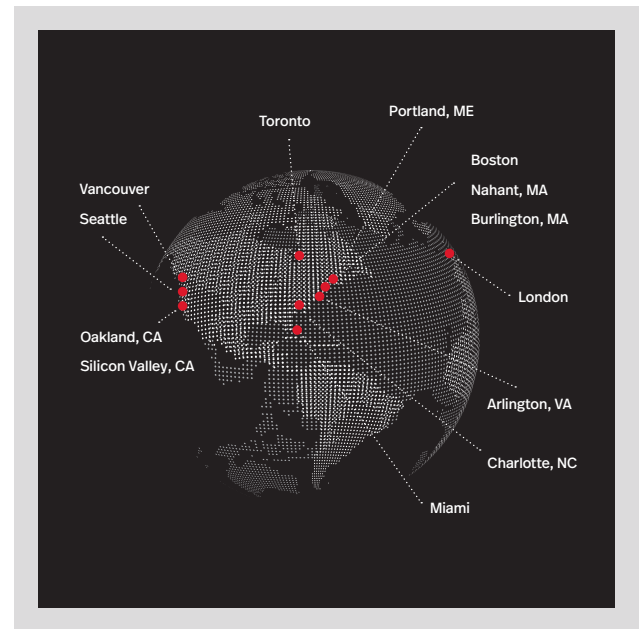 Toronto
Portland, ME
Boston
Nahant, MA
Burlington, MA
Vancouver
Seattle
London
Oakland, CA
Silicon Valley, CA
Arlington, VA
Charlotte, NC
Miami